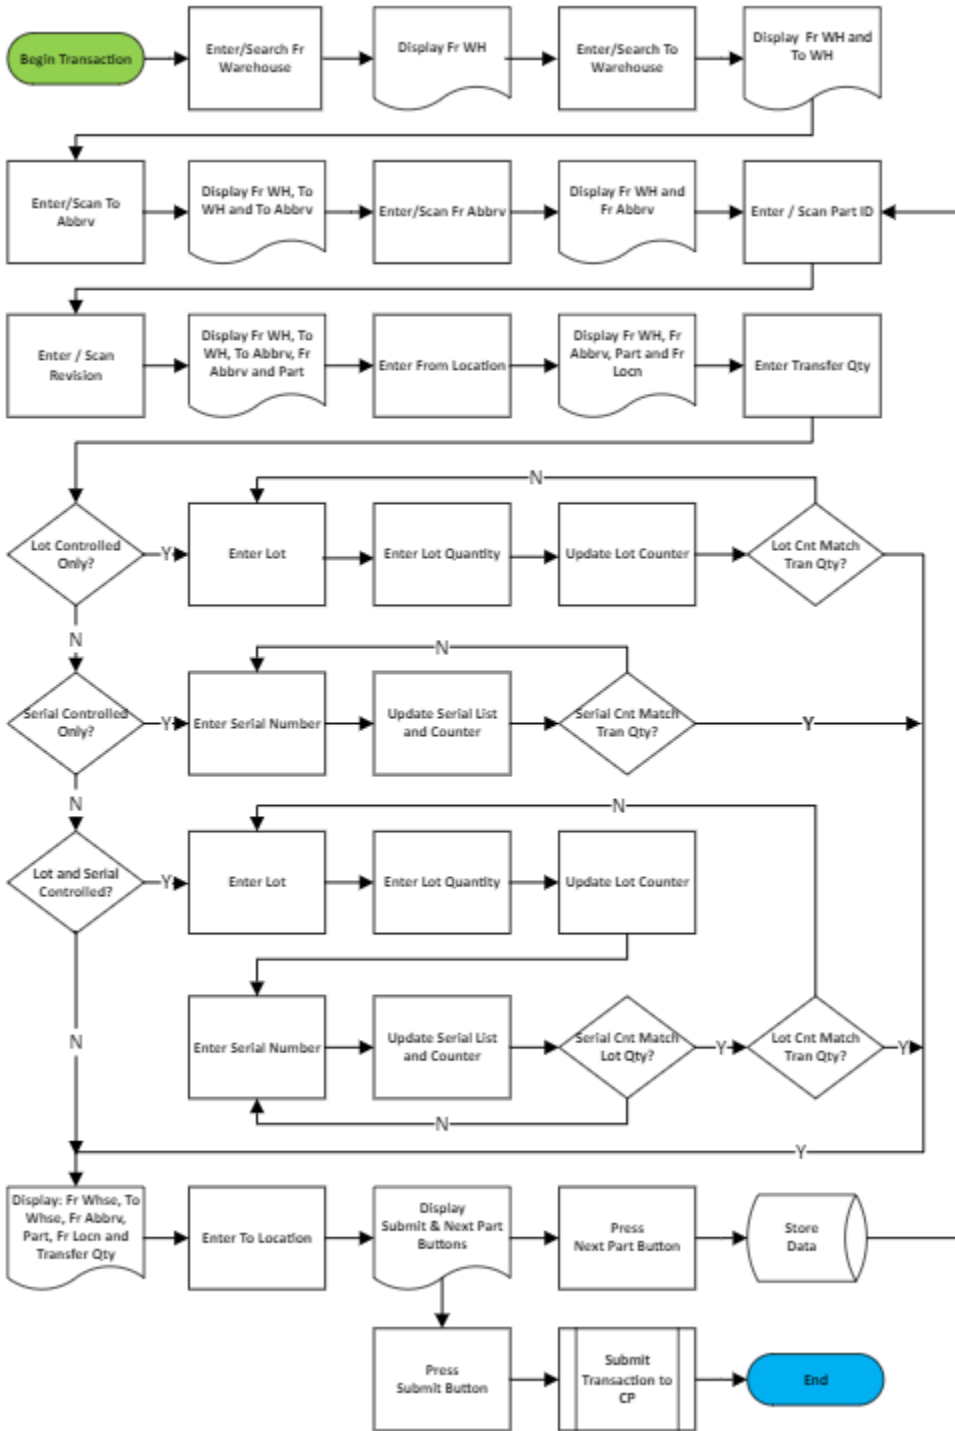 Begin Transaction
Enter/Search Fr
Warehouse
Display Fr WH
Enter/Search To
Warehouse
Display Fr WH and
To WH
Enter/Scan To
Abbrv
Display Fr WH, To
WH and To Abbrv
Enter/Scan Fr Abbrv
Display Fr WH and
Fr Abbrv
Enter / Scan Part ID
Enter / Scan
Revision
Display Fr WH, To
WH, To Abbrv, Fr
Abbrv and Part
Enter From Location
Display Fr WH, Fr
Abbrv, Part and Fr
Locn
Enter Transfer Qty
N
Lot Controlled
Only?
Y
Enter Lot
Enter Lot Quantity
Update Lot Counter
Lot Cnt Match
Tran Qty?
N
N
Serial Controlled
Only?
Y
Enter Serial Number
Update Serial List
and Counter
Serial Cnt Match
Tran Qty?
Y
N
N
Lot and Serial
Controlled?
Y
Enter Lot
Enter Lot Quantity
Update Lot Counter
N
Enter Serial Number
Update Serial List
and Counter
Serial Cnt Match
Lot Qty?
Y
Lot Cnt Match
Tran Qty?
Y
N
Y
Display: Fr Whse, To
Whse, Fr Abbrv,
Part, Fr Locn and
Transfer Qty
Enter To Location
Display
Submit & Next Part
Buttons
Press
Next Part Button
Store
Data
Press
Submit Button
Submit
Transaction to
CP
End